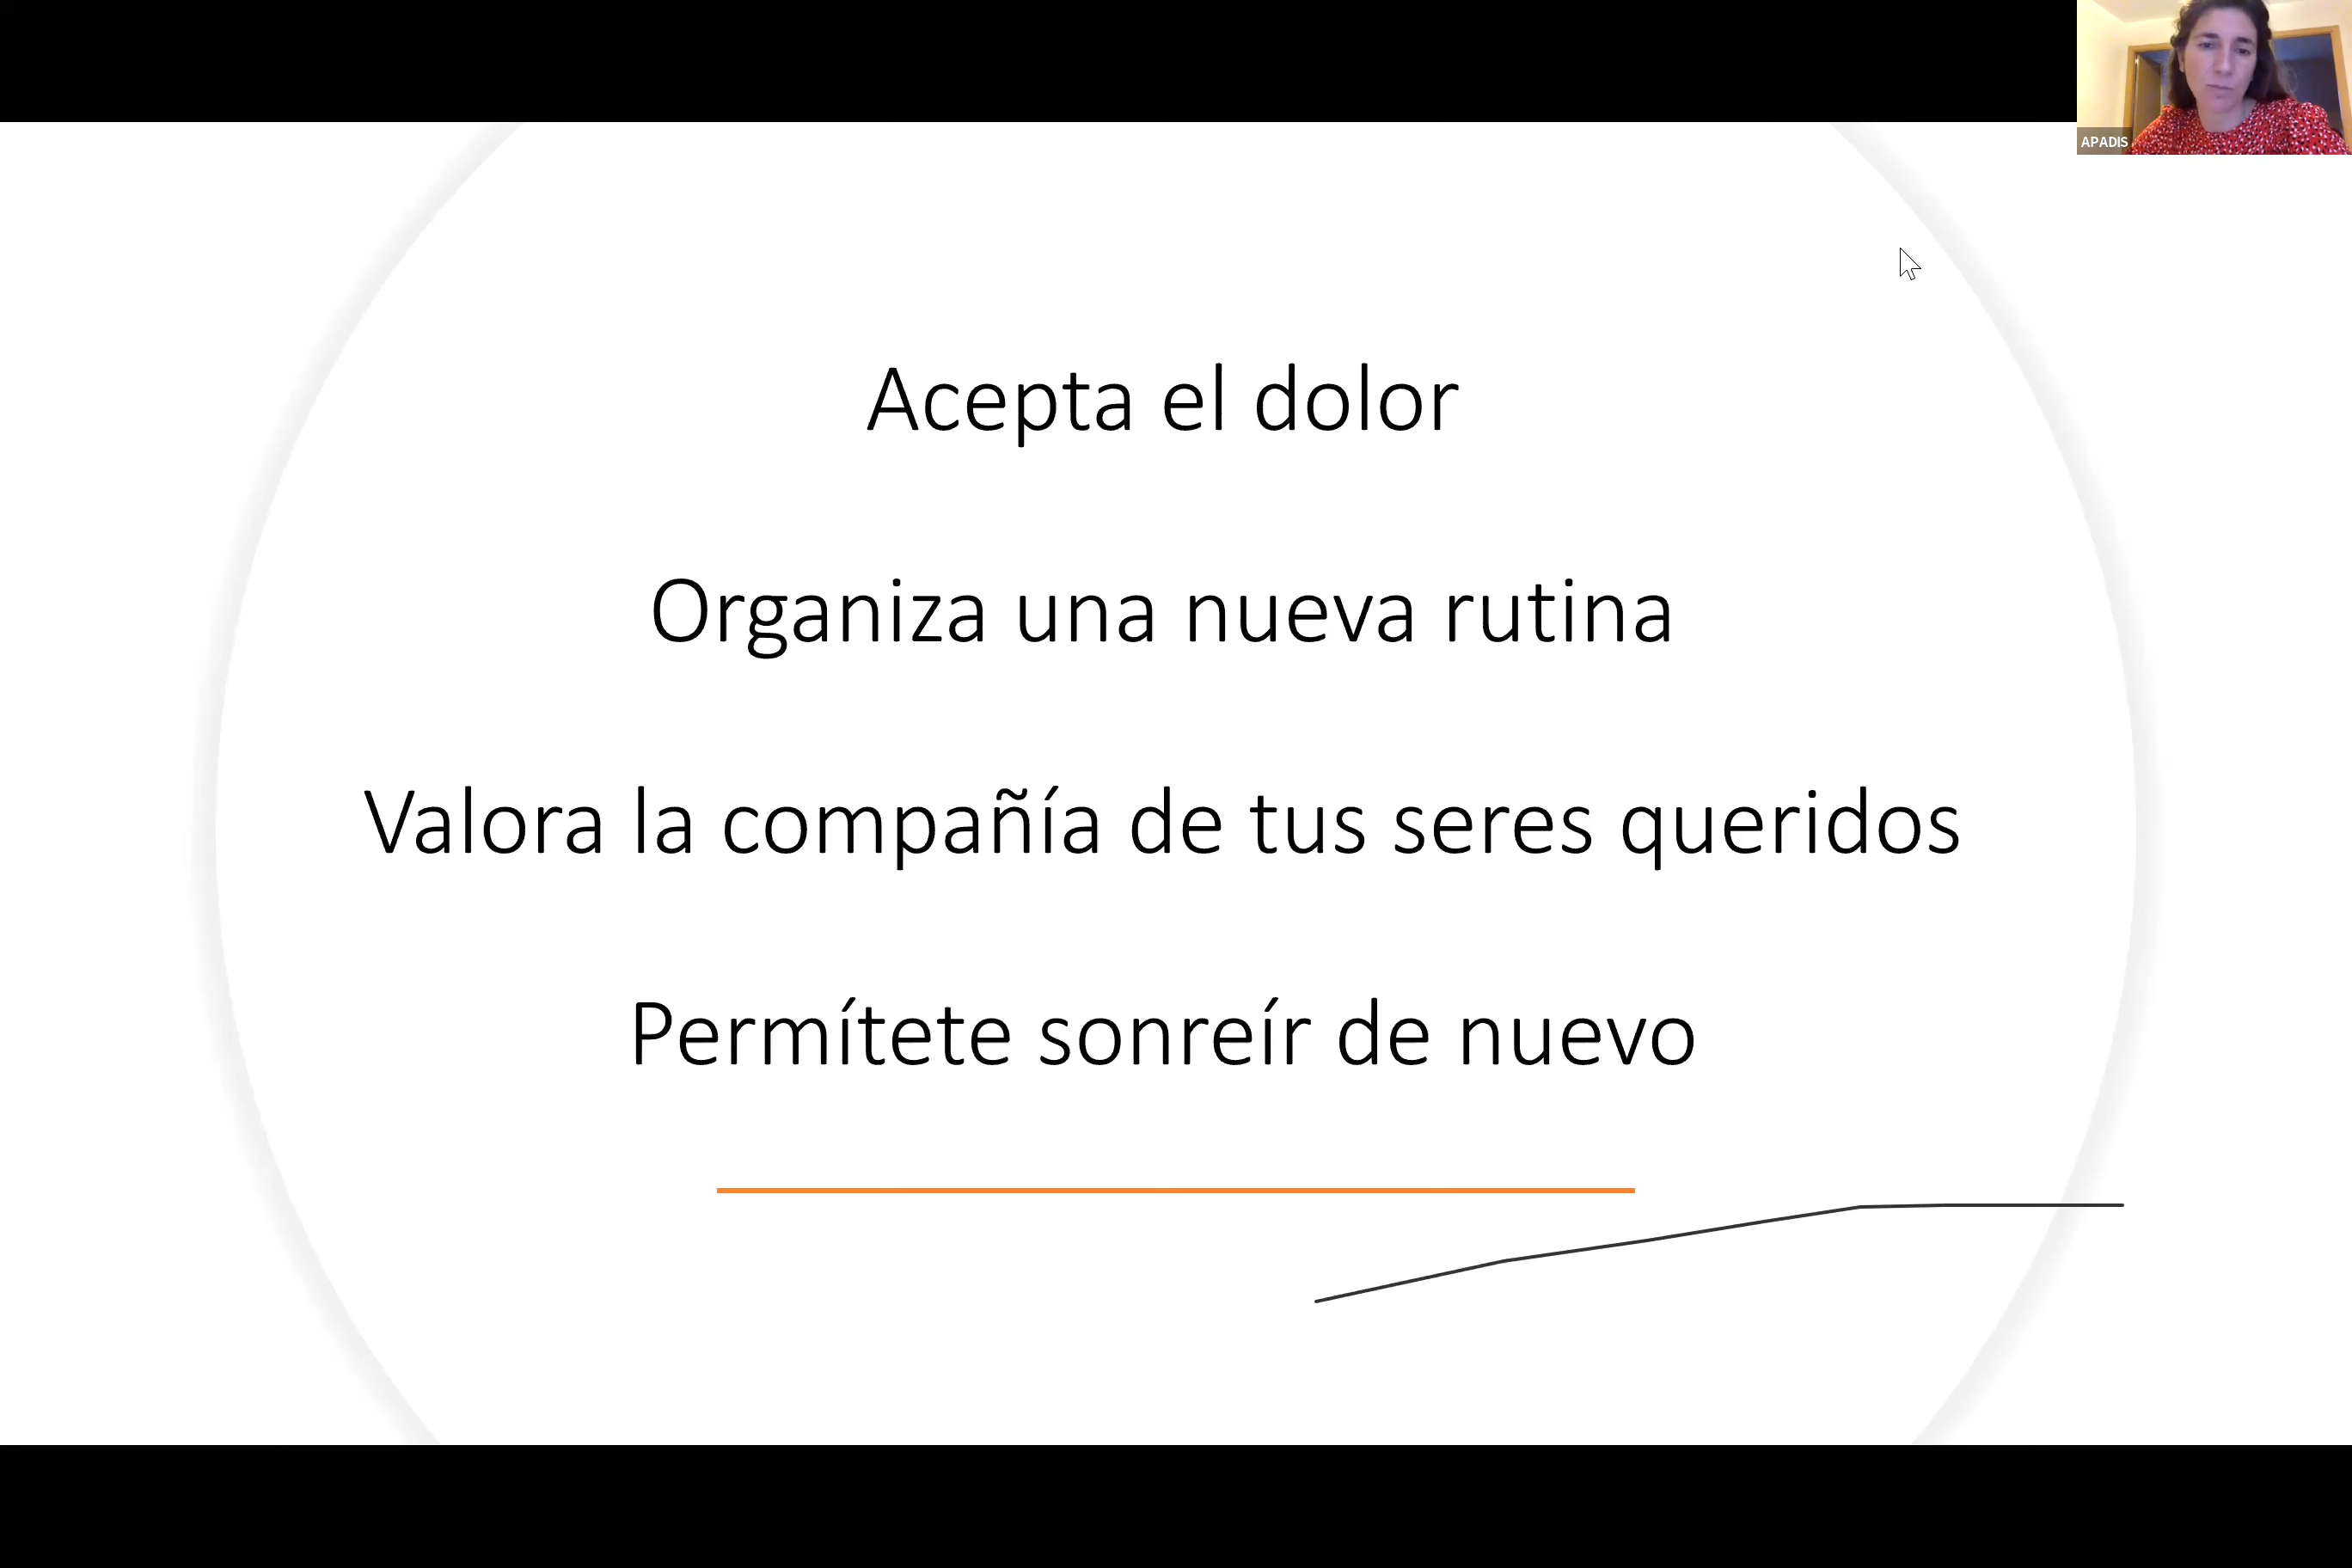 APADIS
Acepta el dolor
Organiza una nueva rutina
Valora la compañía de tus seres queridos
Permítete sonreír de nuevo